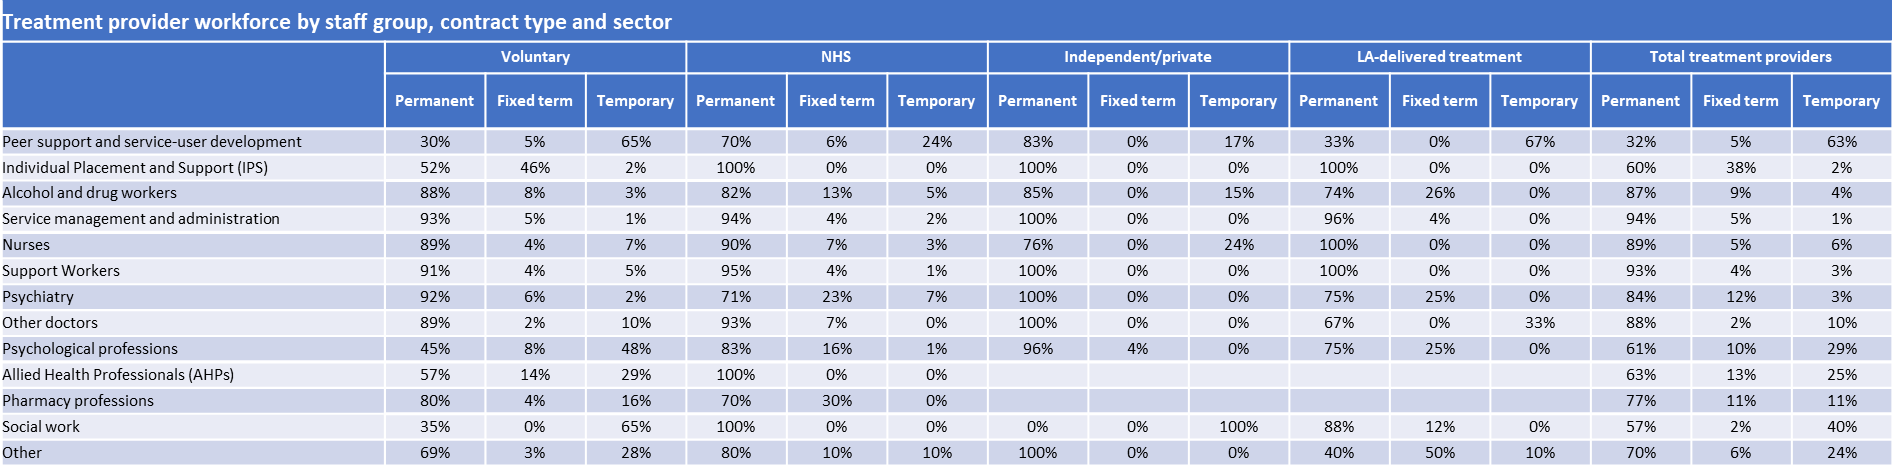 Treatment provider workforce by staff group, contract type and sector
Voluntary NHS Independent/private LA-delivered treatment Total treatment providers
Permanent Fixed term Temporary Permanent Fixed term Temporary Permanent Fixed term Temporary Permanent Fixed term Temporary Permanent Fixed term Temporary
Peer support and service-user development 30% 5% 65% 70% 6% 24% 83% 0% 17% 33% 0% 67% 32% 5% 63%
Individual Placement and Support (IPS) 52% 46% 2% 100% 0% 0% 100% 0% 0% 100% 0% 0% 60% 38% 2%
Alcohol and drug workers 88% 8% 3% 82% 13% 5% 85% 0% 15% 74% 26% 0% 87% 9% 4%
Service management and administration 93% 5% 1% 94% 4% 2% 100% 0% 0% 96% 4% 0% 94% 5% 1%
Nurses 89% 4% 7% 90% 7% 3% 76% 0% 24% 100% 0% 0% 89% 5% 6%
Support Workers 91% 4% 5% 95% 4% 1% 100% 0% 0% 100% 0% 0% 93% 4% 3%
Psychiatry 92% 6% 2% 71% 23% 7% 100% 0% 0% 75% 25% 0% 84% 12% 3%
Other doctors 89% 2% 10% 93% 7% 0% 100% 0% 0% 67% 0% 33% 88% 2% 10%
Psychological professions 45% 8% 48% 83% 16% 1% 96% 4% 0% 75% 25% 0% 61% 10% 29%
Allied Health Professionals (AHPs) 57% 14% 29% 100% 0% 0% 63% 13% 25%
Pharmacy professions 80% 4% 16% 70% 30% 0% 77% 11% 11%
Social work 35% 0% 65% 100% 0% 0% 0% 0% 100% 88% 12% 0% 57% 2% 40%
Other 69% 3% 28% 80% 10% 10% 100% 0% 0% 40% 50% 10% 70% 6% 24%